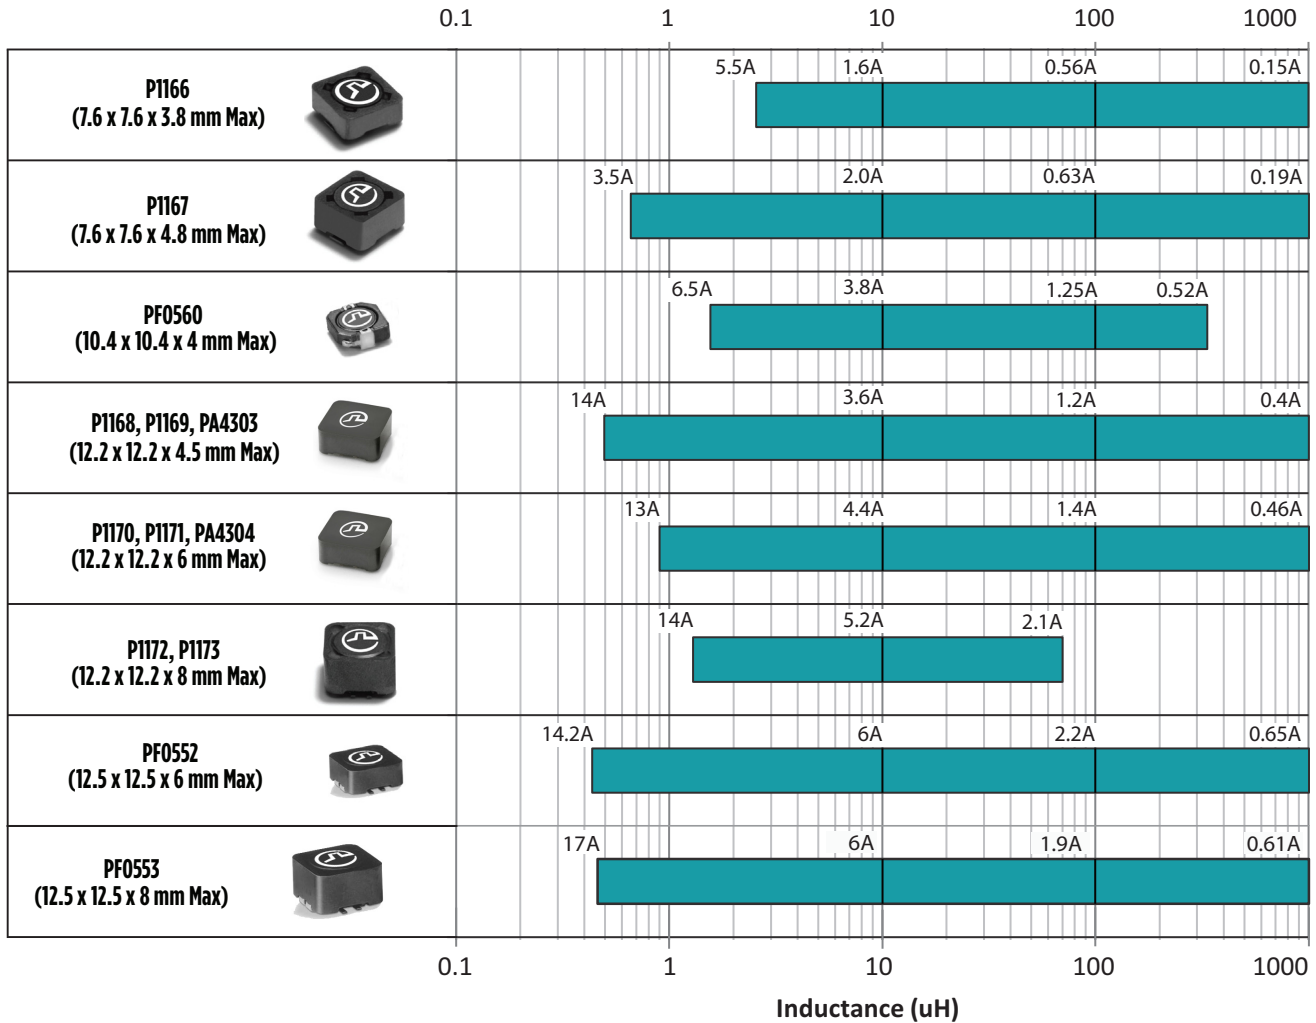 0.1 1 10 100 1000
P1166
(7.6 x 7.6 x 3.8 mm Max)
5.5A 1.6A 0.56A 0.15A
P1167
(7.6 x 7.6 x 4.8 mm Max)
3.5A 2.0A 0.63A 0.19A
PF0560
(10.4 x 10.4 x 4 mm Max)
6.5A 3.8A 1.25A 0.52A
P1168, P1169, PA4303
(12.2 x 12.2 x 4.5 mm Max)
14A 3.6A 1.2A 0.4A
P1170, P1171, PA4304
(12.2 x 12.2 x 6 mm Max)
13A 4.4A 1.4A 0.46A
P1172, P1173
(12.2 x 12.2 x 8 mm Max)
14A 5.2A 2.1A
PF0552
(12.5 x 12.5 x 6 mm Max)
14.2A 6A 2.2A 0.65A
PF0553
(12.5 x 12.5 x 8 mm Max)
17A 6A 1.9A 0.61A
0.1 1 10 100 1000
Inductance (uH)